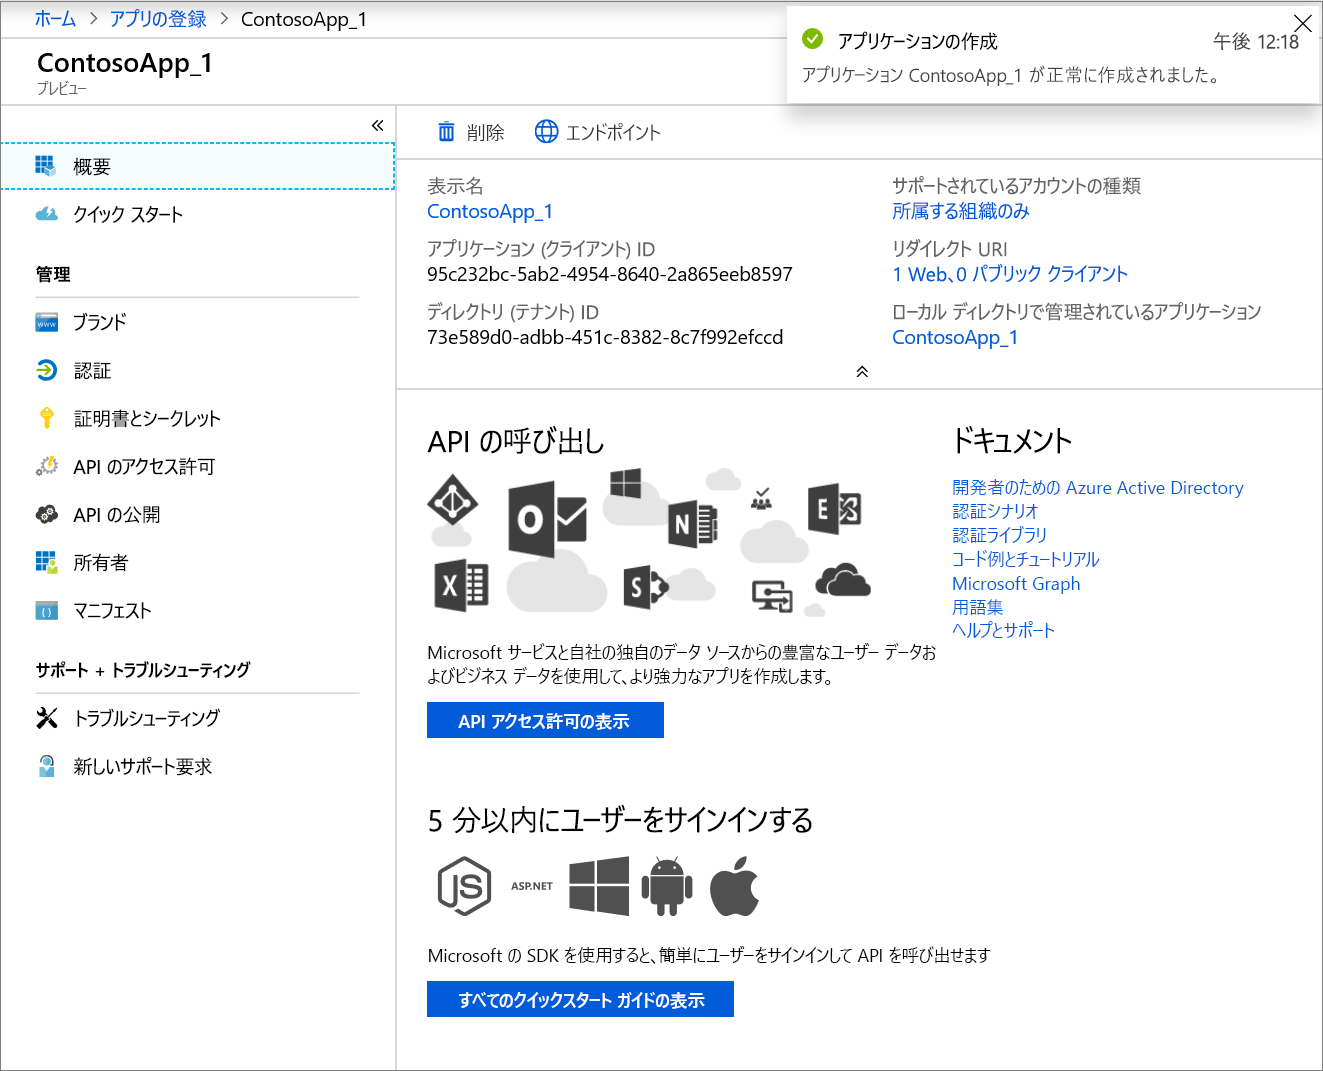 ホーム > アプリの登録 > ContosoApp_1
アプリケーションの作成 午後 12:18
アプリケーション ContosoApp_1 が正常に作成されました。
ContosoApp_1
プレビュー
«
概要
クイック スタート
管理
ブランド
認証
証明書とシークレット
API のアクセス許可
API の公開
所有者
マニフェスト
サポート + トラブルシューティング
トラブルシューティング
新しいサポート要求
削除 エンドポイント
表示名
ContosoApp_1
アプリケーション (クライアント) ID
95c232bc-5ab2-4954-8640-2a865eeb8597
ディレクトリ (テナント) ID
73e589d0-adbb-451c-8382-8c7f992efccd
サポートされているアカウントの種類
所属する組織のみ
リダイレクト URI
1 Web、0 パブリック クライアント
ローカル ディレクトリで管理されているアプリケーション
ContosoApp_1
API の呼び出し
Microsoft サービスと自社の独自のデータ ソースからの豊富なユーザー データお
よびビジネス データを使用して、より強力なアプリを作成します。
API アクセス許可の表示
ドキュメント
開発者のための Azure Active Directory
認証シナリオ
認証ライブラリ
コード例とチュートリアル
Microsoft Graph
用語集
ヘルプとサポート
5 分以内にユーザーをサインインする
JS ASP.NET
Microsoft の SDK を使用すると、簡単にユーザーをサインインして API を呼び出せます
すべてのクイックスタート ガイドの表示